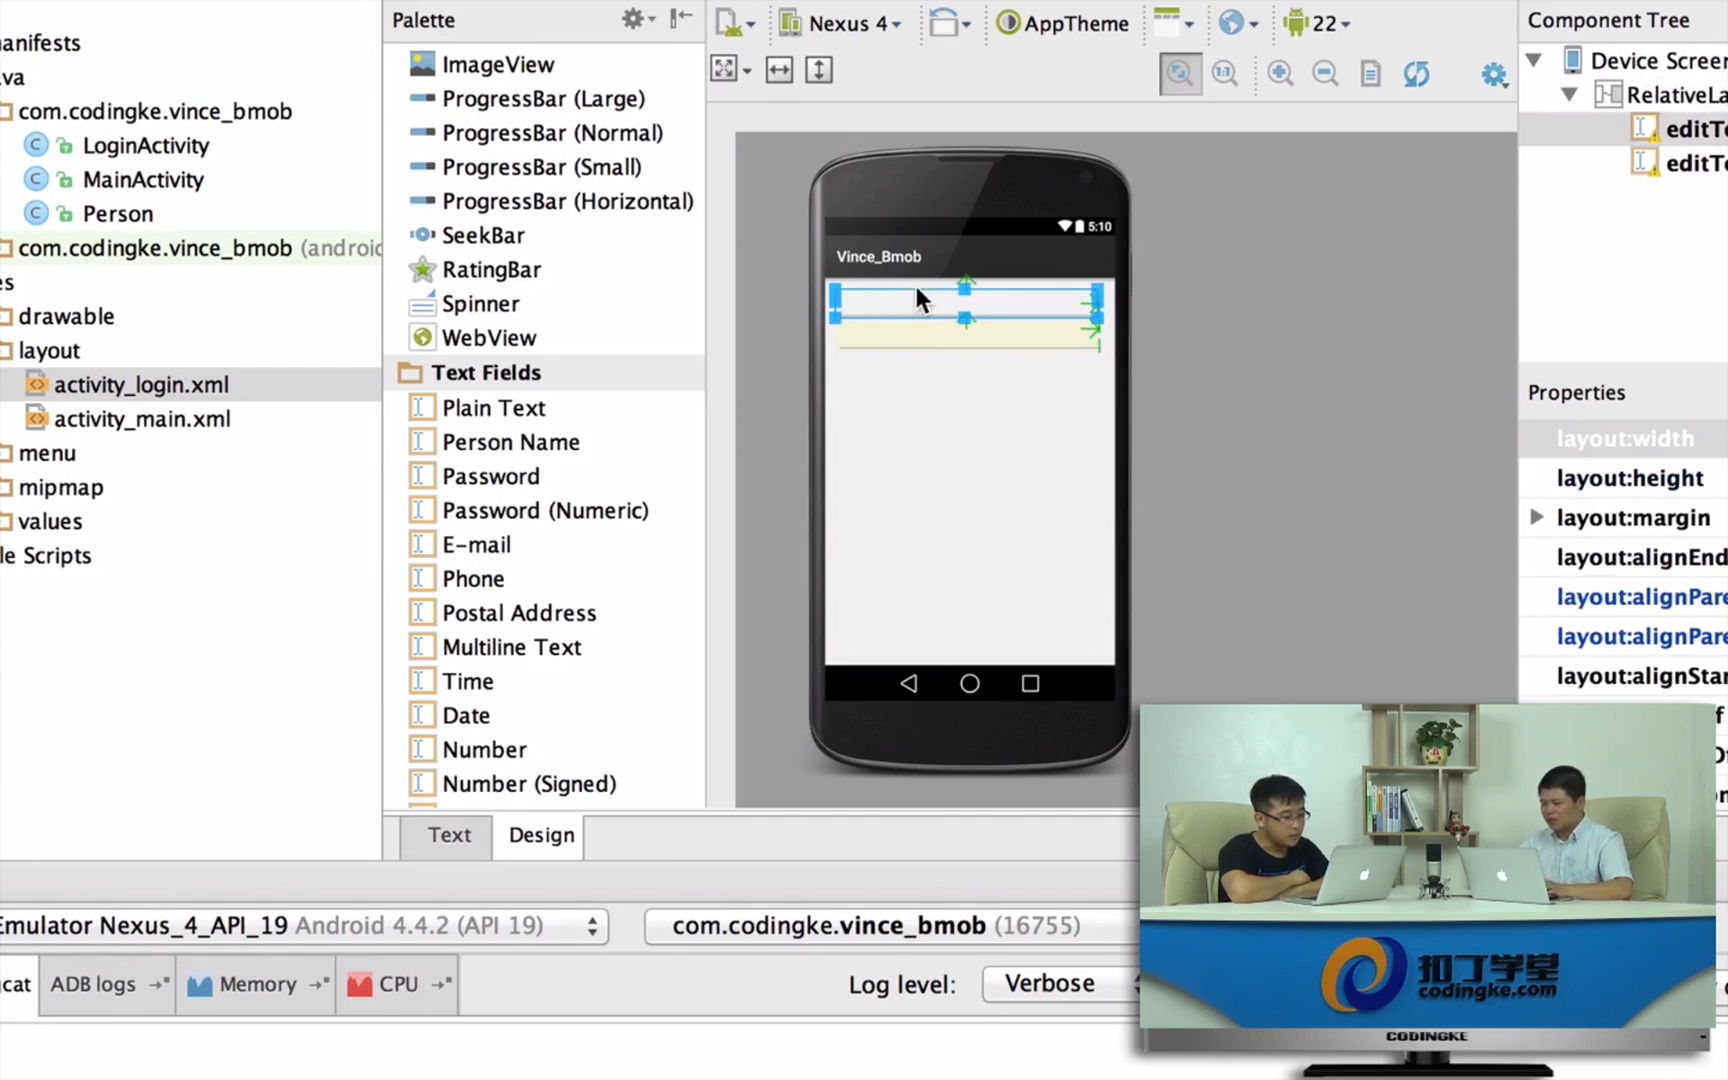 anifests
va
com.codingke.vince_bmob
LoginActivity
MainActivity
Person
com.codingke.vince_bmob (android
es
drawable
layout
activity_login.xml
activity_main.xml
menu
mipmap
values
le Scripts
Palette
ImageView
ProgressBar (Large)
ProgressBar (Normal)
ProgressBar (Small)
ProgressBar (Horizontal)
SeekBar
RatingBar
Spinner
WebView
Text Fields
Plain Text
Person Name
Password
Password (Numeric)
E-mail
Phone
Postal Address
Multiline Text
Time
Date
Number
Number (Signed)
Text Design
Nexus 4 AppTheme 22
5:10
Vince_Bmob
Component Tree
Device Screen
RelativeLa
editTe
editTe
Properties
layout:width
layout:height
layout:margin
layout:alignEnd
layout:alignPare
layout:alignPare
layout:alignStar
Emulator Nexus_4_API_19 Android 4.4.2 (API 19)
com.codingke.vince_bmob (16755)
cat ADB logs Memory CPU
Log level: Verbose
扣丁学堂
codingke.com
CODINGKE